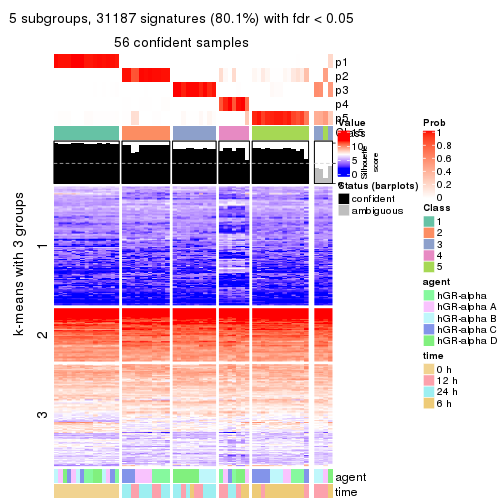 5 subgroups, 31187 signatures (80.1%) with fdr < 0.05
56 confident samples
p1
p2
p3
p4
p5
Class
k-means with 3 groups
1
2
3
agent
time
Silhouette
score
Value
15
10
5
0
Status (barplots)
confident
ambiguous
Prob
1
0.8
0.6
0.4
0.2
0
Class
1
2
3
4
5
agent
hGR-alpha
hGR-alpha A
hGR-alpha B
hGR-alpha C
hGR-alpha D
time
0 h
12 h
24 h
6 h